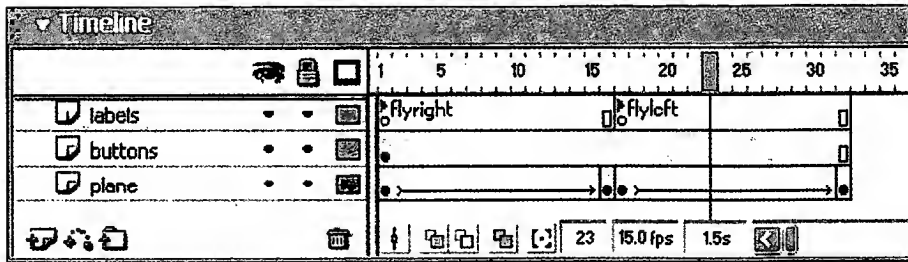 Timeline
1 5 10 15 20 25 30 35
labels flyright flyleft
buttons
plane
23 15.0 fps 1.5s